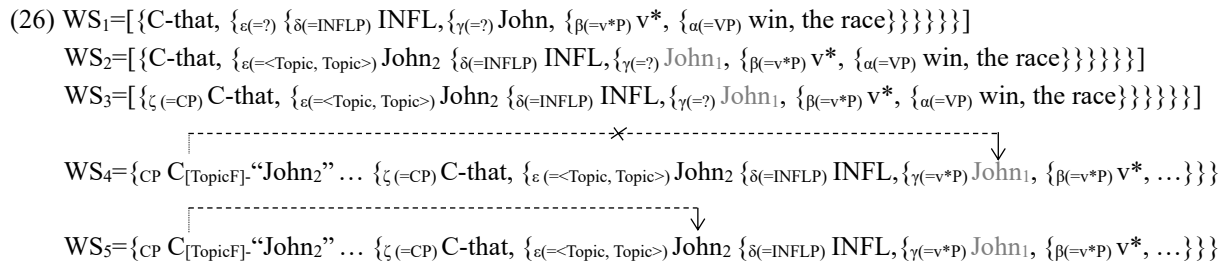 (26) WS₁=[{C-that, {ε(=?) {δ(=INFLP) INFL,{γ(=?) John, {β(=v*P) v*, {α(=VP) win, the race}}}}}}]
WS₂=[{C-that, {ε(=<Topic, Topic>) John₂ {δ(=INFLP) INFL,{γ(=?) John₁, {β(=v*P) v*, {α(=VP) win, the race}}}}}}]
WS₃=[{ζ (=CP) C-that, {ε(=<Topic, Topic>) John₂ {δ(=INFLP) INFL,{γ(=?) John₁, {β(=v*P) v*, {α(=VP) win, the race}}}}}}]
WS₄={CP C[TopicF]-“John₂” … {ζ (=CP) C-that, {ε (=<Topic, Topic>) John₂ {δ(=INFLP) INFL,{γ(=v*P) John₁, {β(=v*P) v*, …}}}
WS₅={CP C[TopicF]-“John₂” … {ζ (=CP) C-that, {ε(=<Topic, Topic>) John₂ {δ(=INFLP) INFL,{γ(=v*P) John₁, {β(=v*P) v*, …}}}